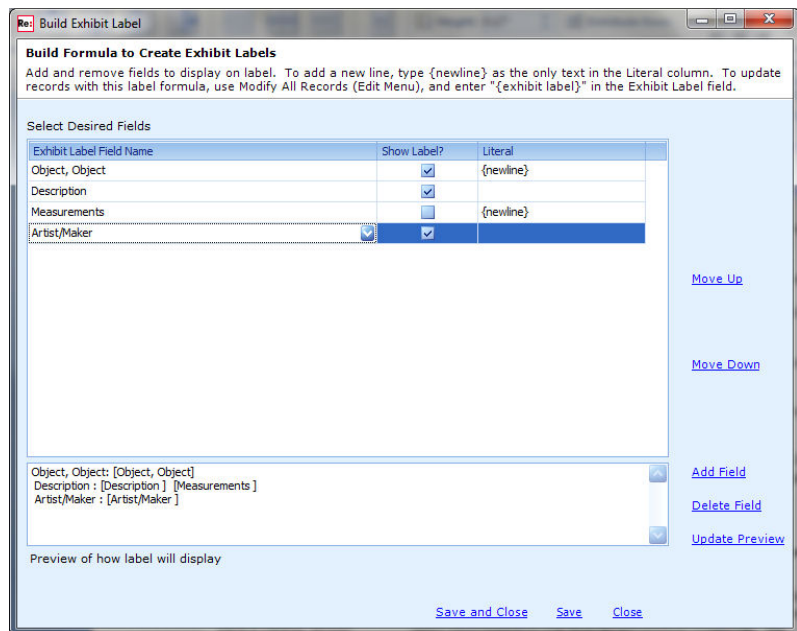 Re: Build Exhibit Label
Build Formula to Create Exhibit Labels
Add and remove fields to display on label. To add a new line, type {newline} as the only text in the Literal column. To update
records with this label formula, use Modify All Records (Edit Menu), and enter "{exhibit label}" in the Exhibit Label field.
Select Desired Fields
Exhibit Label Field Name Show Label? Literal
Object, Object {newline}
Description
Measurements {newline}
Artist/Maker
Move Up
Move Down
Object, Object: [Object, Object]
Description : [Description ] [Measurements ]
Artist/Maker : [Artist/Maker ]
Add Field
Delete Field
Update Preview
Preview of how label will display
Save and Close Save Close